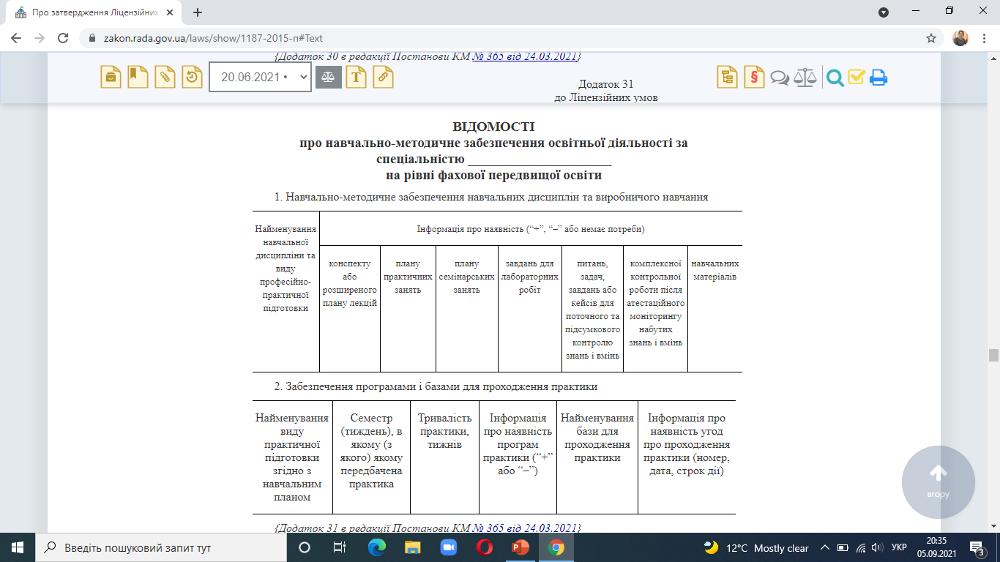 Про затвердження Ліцензійних
zakon.rada.gov.ua/laws/show/1187-2015-п#Text
{Додаток 30 в редакції Постанови КМ № 365 від 24.03.2021}
20.06.2021 •
Додаток 31
до Ліцензійних умов
ВІДОМОСТІ
про навчально-методичне забезпечення освітньої діяльності за
спеціальністю ______________________
на рівні фахової передвищої освіти
1. Навчально-методичне забезпечення навчальних дисциплін та виробничого навчання
Найменування
навчальної
дисципліни та
виду
професійно-
практичної
підготовки
Інформація про наявність (“+”, “–” або немає потреби)
конспекту
або
розширеного
плану лекцій
плану
практичних
занять
плану
семінарських
занять
завдань для
лабораторних
робіт
питань,
задач,
завдань або
кейсів для
поточного та
підсумкового
контролю
знань і вмінь
комплексної
контрольної
роботи після
атестаційного
моніторингу
набутих
знань і вмінь
навчальних
матеріалів
2. Забезпечення програмами і базами для проходження практики
Найменування
виду
практичної
підготовки
згідно з
навчальним
планом
Семестр
(тиждень), в
якому (з
якого) якому
передбачена
практика
Тривалість
практики,
тижнів
Інформація
про наявність
програм
практики (“+”
або “–”)
Найменування
бази для
проходження
практики
Інформація про
наявність угод
про проходження
практики (номер,
дата, строк дії)
вгору
{Додаток 31 в редакції Постанови КМ № 365 від 24.03.2021}
Введіть пошуковий запит тут
12°C Mostly clear
УКР
20:35
05.09.2021
3